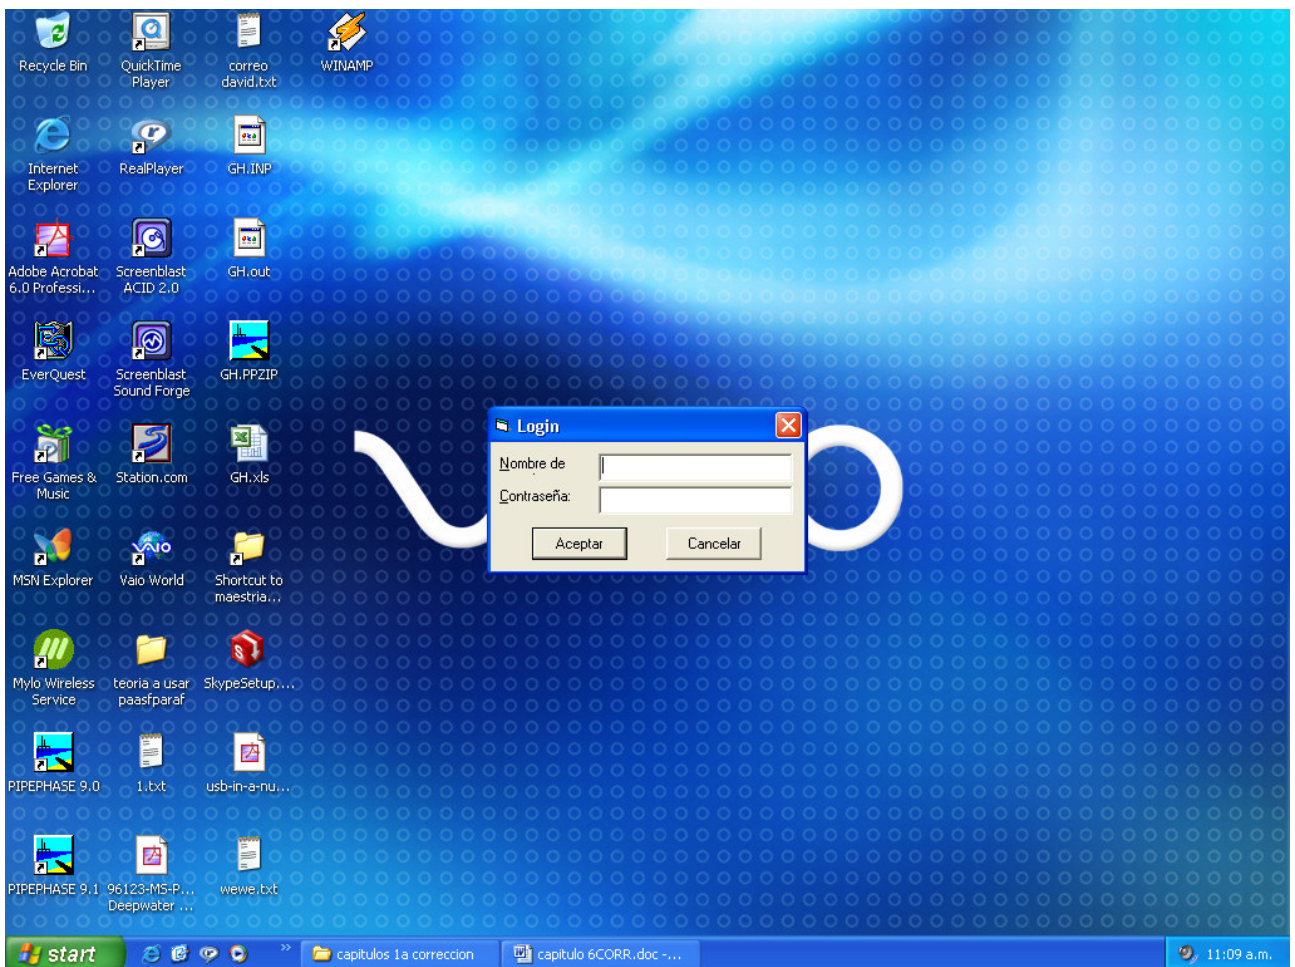 Recycle Bin
QuickTime
Player
correo
david.txt
WINAMP
Internet
Explorer
RealPlayer
GH.INP
Adobe Acrobat
6.0 Professi...
Screenblast
ACID 2.0
GH.out
EverQuest
Screenblast
Sound Forge
GH.PPZIP
Free Games &
Music
Station.com
GH.xls
MSN Explorer
VAIO
Vaio World
Shortcut to
maestria...
Mylo Wireless
Service
teoria a usar
paasfparaf
SkypeSetup....
PIPEPHASE 9.0
1.txt
usb-in-a-nu...
PIPEPHASE 9.1
96123-MS-P...
Deepwater ...
wewe.txt
Login
Nombre de
Contraseña:
Aceptar
Cancelar
start
capitulos 1a correccion
capitulo 6CORR.doc -...
11:09 a.m.